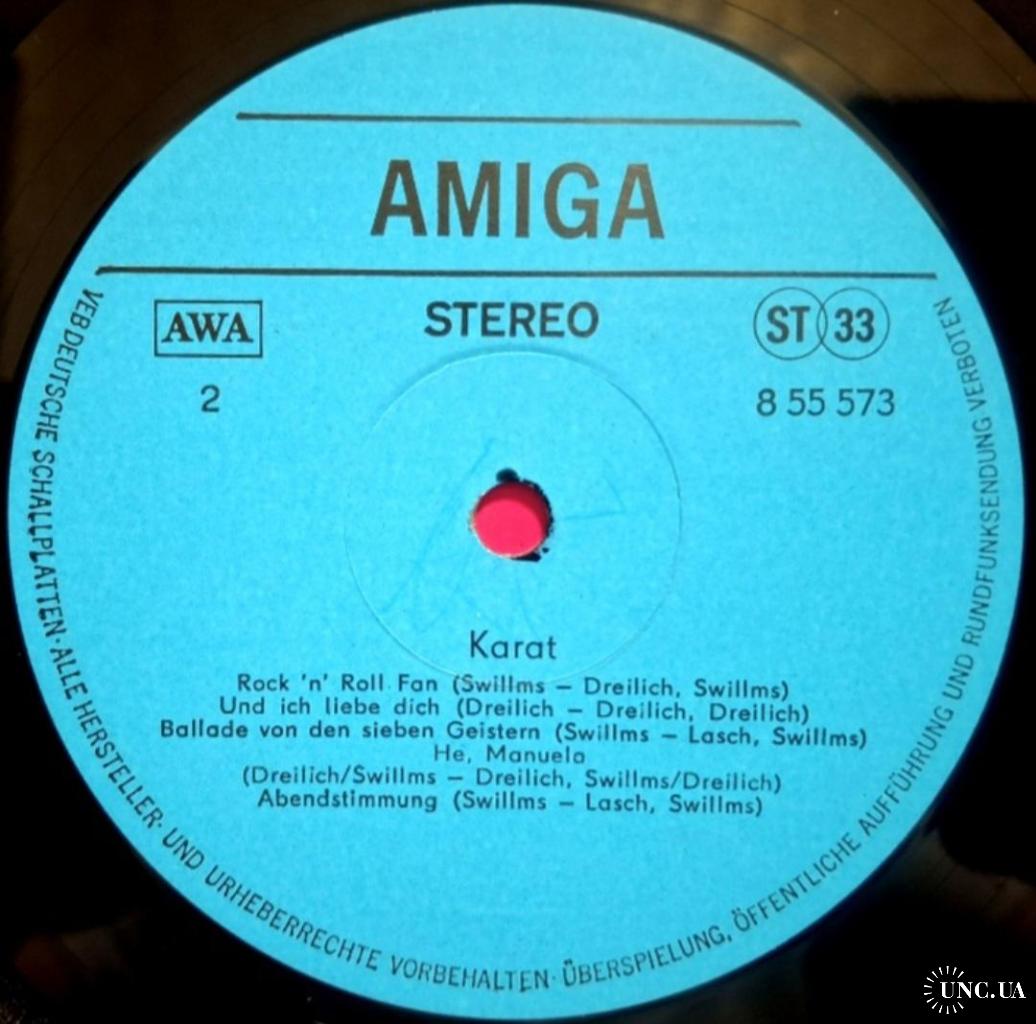 AMIGA
AWA
STEREO
ST 33
2
8 55 573
Karat
Rock 'n' Roll Fan (Swillms – Dreilich, Swillms)
Und ich liebe dich (Dreilich – Dreilich, Dreilich)
Ballade von den sieben Geistern (Swillms – Lasch, Swillms)
He, Manuela
(Dreilich/Swillms – Dreilich, Swillms/Dreilich)
Abendstimmung (Swillms – Lasch, Swillms)
VEB DEUTSCHE SCHALLPLATTEN · ALLE HERSTELLER- UND URHEBERRECHTE VORBEHALTEN · ÜBERSPIELUNG, ÖFFENTLICHE AUFFÜHRUNG UND RUNDFUNKSENDUNG VERBOTEN
UNC.UA